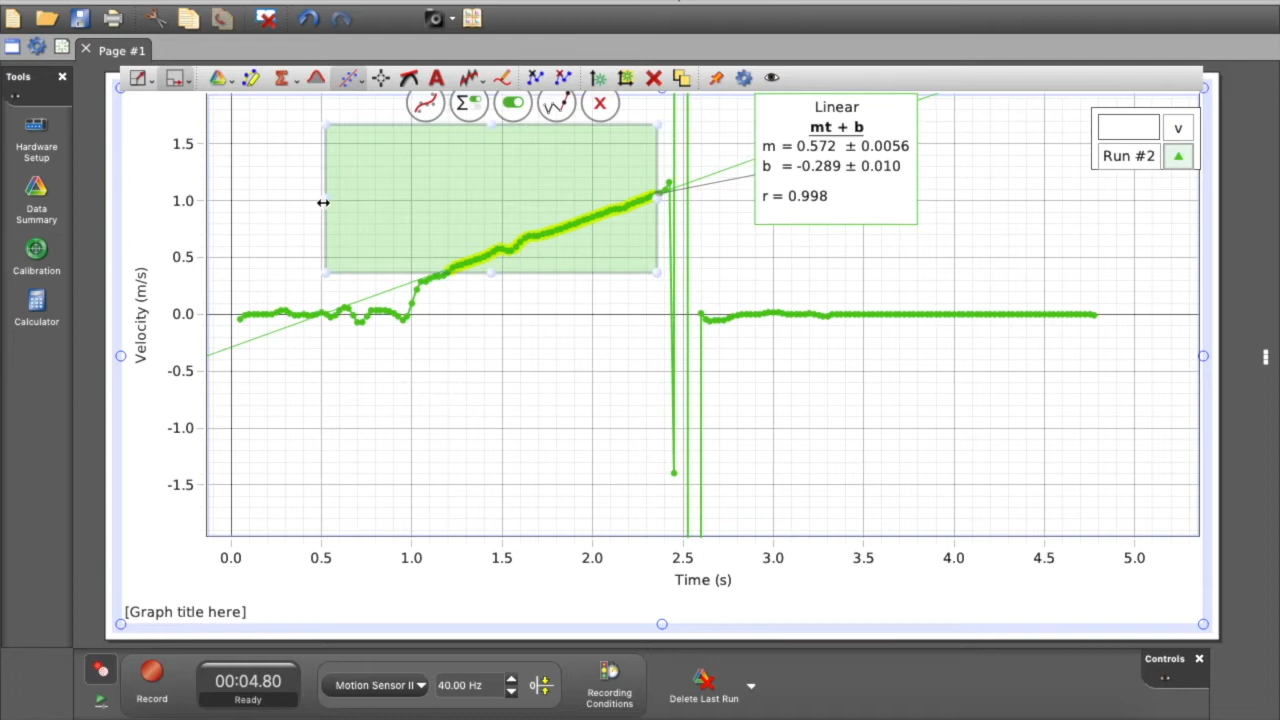 Page #1
Tools
Hardware
Setup
Data
Summary
Calibration
Calculator
Linear
mt + b
m = 0.572 ± 0.0056
b = -0.289 ± 0.010
r = 0.998
v
Run #2
1.5
1.0
0.5
0.0
-0.5
-1.0
-1.5
Velocity (m/s)
0.0 0.5 1.0 1.5 2.0 2.5 3.0 3.5 4.0 4.5 5.0
Time (s)
[Graph title here]
Record
00:04.80
Ready
Motion Sensor II
40.00 Hz
Recording
Conditions
Delete Last Run
Controls